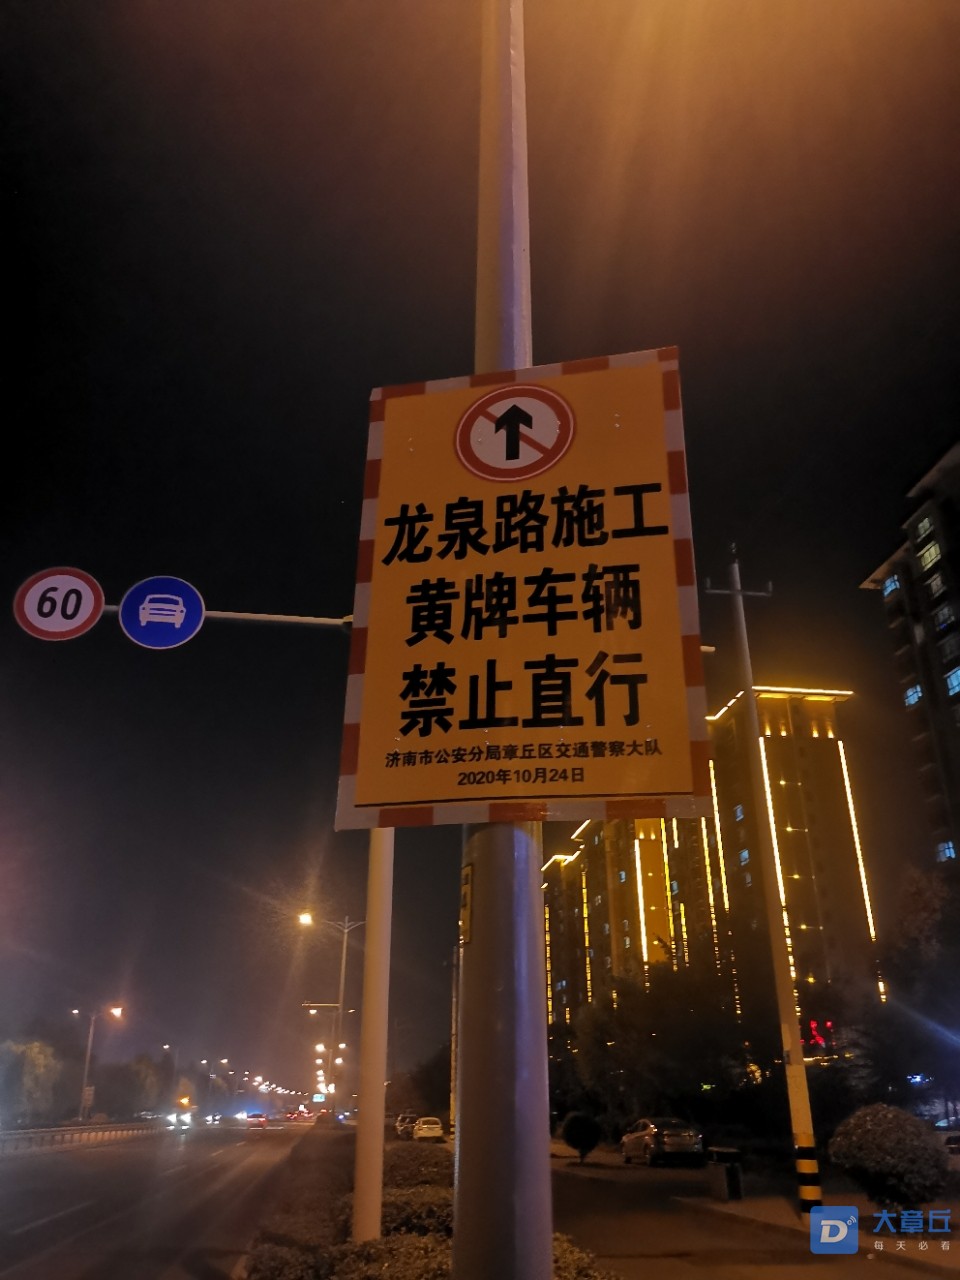 60
龙泉路施工
黄牌车辆
禁止直行
济南市公安分局章丘区交通警察大队
2020年10月24日
大章丘
每天必看